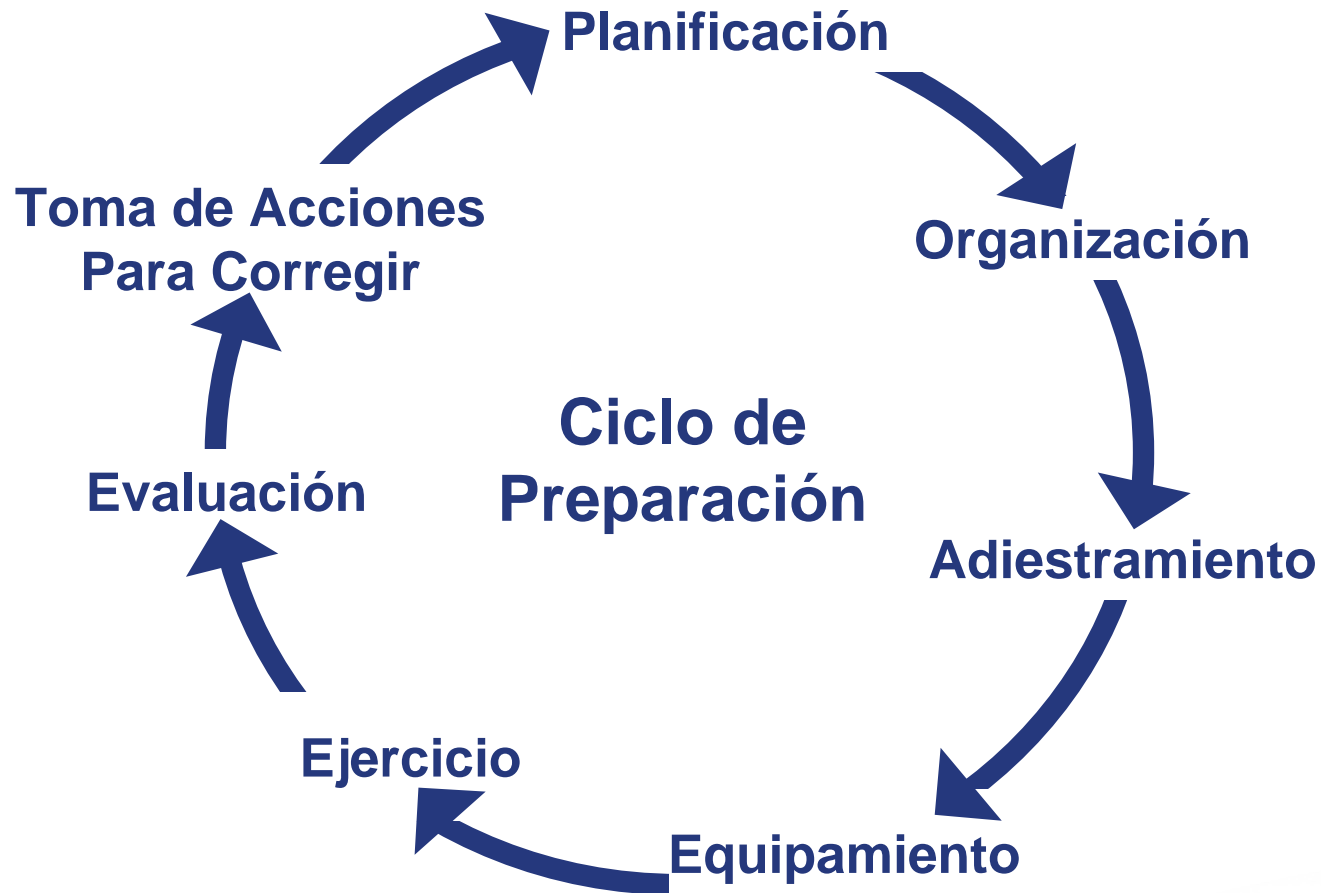 Planificación
Organización
Adiestramiento
Equipamiento
Ejercicio
Evaluación
Toma de Acciones
Para Corregir
Ciclo de
Preparación